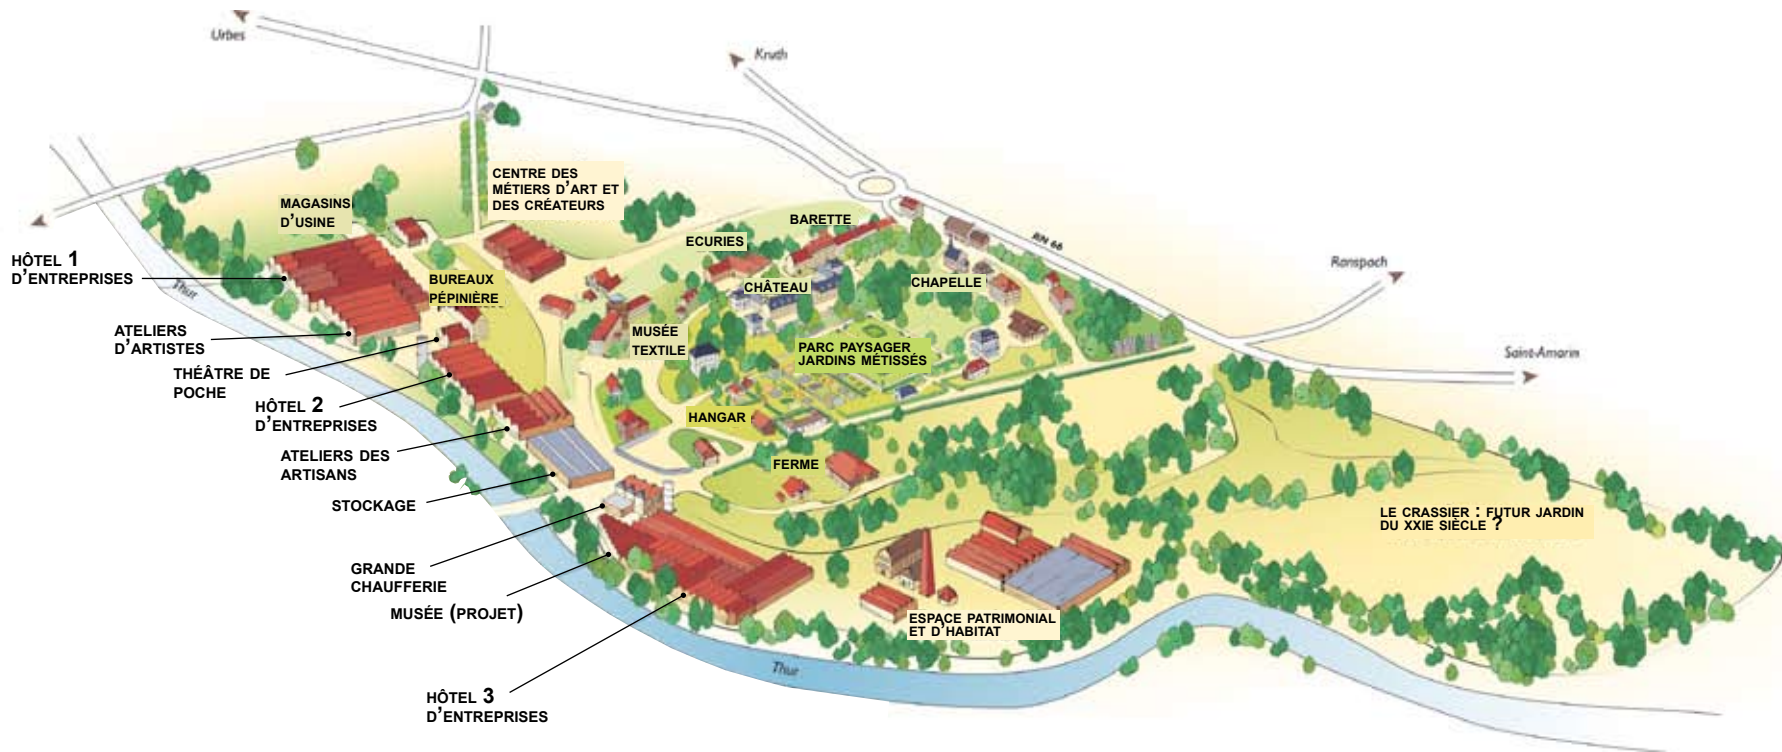 Urbes
Kruth
RN 66
Ranspach
Saint-Amarin
CENTRE DES
MÉTIERS D'ART ET
DES CRÉATEURS
MAGASINS
D'USINE
BARETTE
ECURIES
HÔTEL 1
D'ENTREPRISES
Thur
BUREAUX
PÉPINIÈRE
CHÂTEAU
CHAPELLE
ATELIERS
D'ARTISTES
MUSÉE
TEXTILE
PARC PAYSAGER
JARDINS MÉTISSÉS
THÉÂTRE DE
POCHE
HÔTEL 2
D'ENTREPRISES
HANGAR
ATELIERS DES
ARTISANS
FERME
STOCKAGE
LE CRASSIER : FUTUR JARDIN
DU XXIE SIÈCLE ?
GRANDE
CHAUFFERIE
MUSÉE (PROJET)
ESPACE PATRIMONIAL
ET D'HABITAT
Thur
HÔTEL 3
D'ENTREPRISES